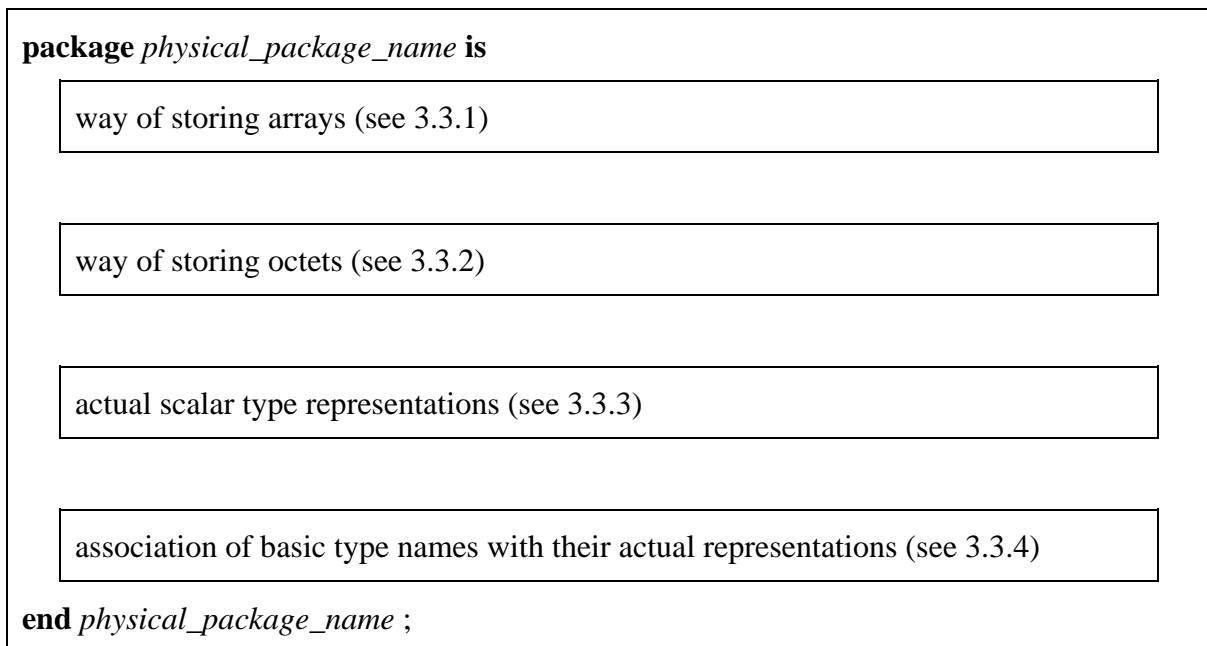 package physical_package_name is
way of storing arrays (see 3.3.1)
way of storing octets (see 3.3.2)
actual scalar type representations (see 3.3.3)
association of basic type names with their actual representations (see 3.3.4)
end physical_package_name ;